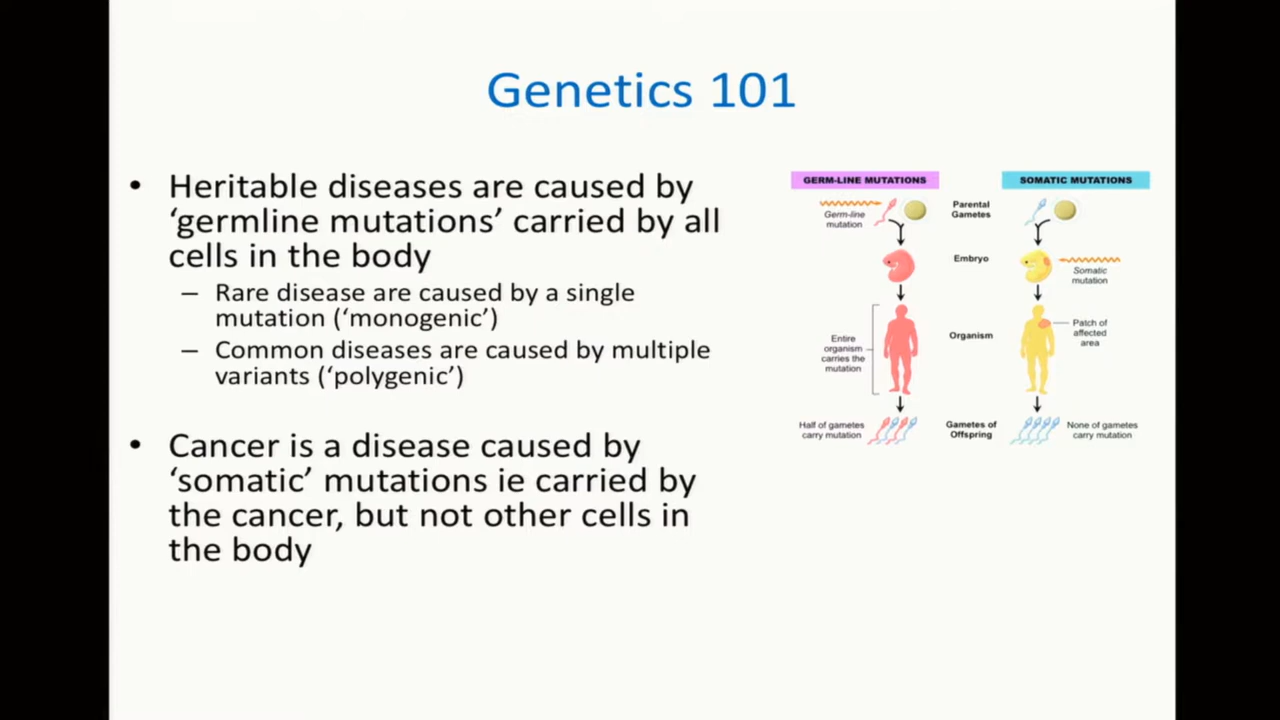 Genetics 101
• Heritable diseases are caused by
‘germline mutations’ carried by all
cells in the body
– Rare disease are caused by a single
mutation (‘monogenic’)
– Common diseases are caused by multiple
variants (‘polygenic’)
• Cancer is a disease caused by
‘somatic’ mutations ie carried by
the cancer, but not other cells in
the body
GERM-LINE MUTATIONS
SOMATIC MUTATIONS
Germ-line
mutation
Parental
Gametes
Embryo
Somatic
mutation
Entire
organism
carries the
mutation
Organism
Patch of
affected
area
Half of gametes
carry mutation
Gametes of
Offspring
None of gametes
carry mutation